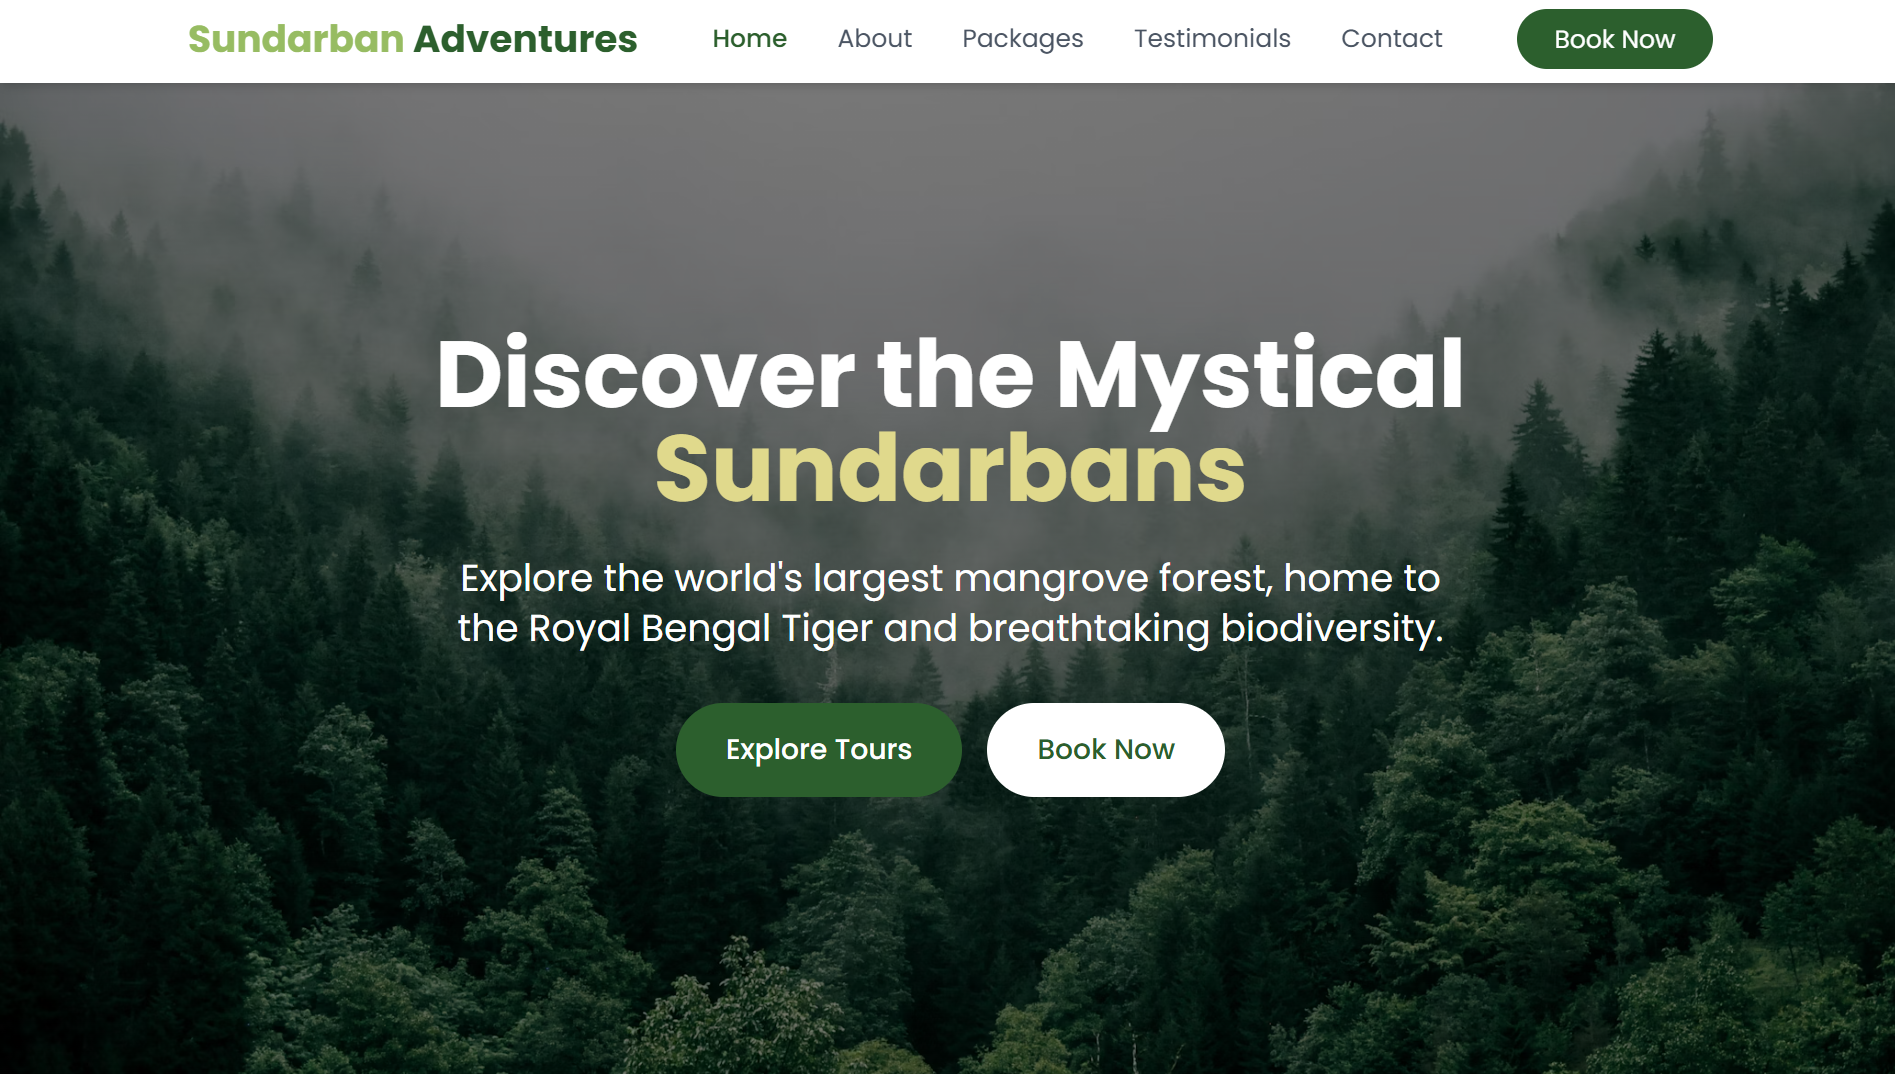 Sundarban Adventures Home About Packages Testimonials Contact Book Now
Discover the Mystical
Sundarbans
Explore the world's largest mangrove forest, home to
the Royal Bengal Tiger and breathtaking biodiversity.
Explore Tours Book Now